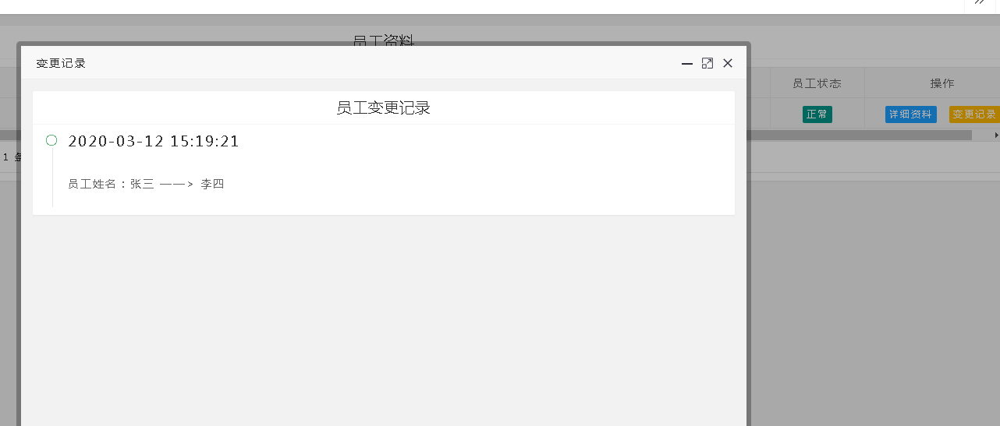 员工资料
变更记录
员工变更记录
2020-03-12 15:19:21
员工姓名：张三 ——> 李四
员工状态
操作
正常
详细资料
变更记录
1